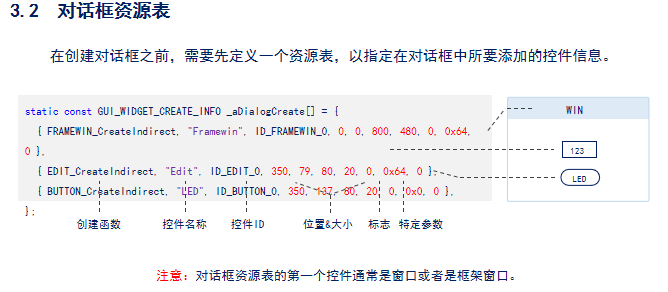 3.2 对话框资源表
在创建对话框之前，需要先定义一个资源表，以指定在对话框中所要添加的控件信息。
static const GUI_WIDGET_CREATE_INFO _aDialogCreate[] = {
{ FRAMEWIN_CreateIndirect, "Framewin", ID_FRAMEWIN_0, 0, 0, 800, 480, 0, 0x64,
0 },
{ EDIT_CreateIndirect, "Edit", ID_EDIT_0, 350, 79, 80, 20, 0, 0x64, 0 },
{ BUTTON_CreateIndirect, "LED", ID_BUTTON_0, 350, 137, 80, 20, 0, 0x0, 0 },
};
创建函数 控件名称 控件ID 位置&大小 标志 特定参数
WIN
123
LED
注意：对话框资源表的第一个控件通常是窗口或者是框架窗口。